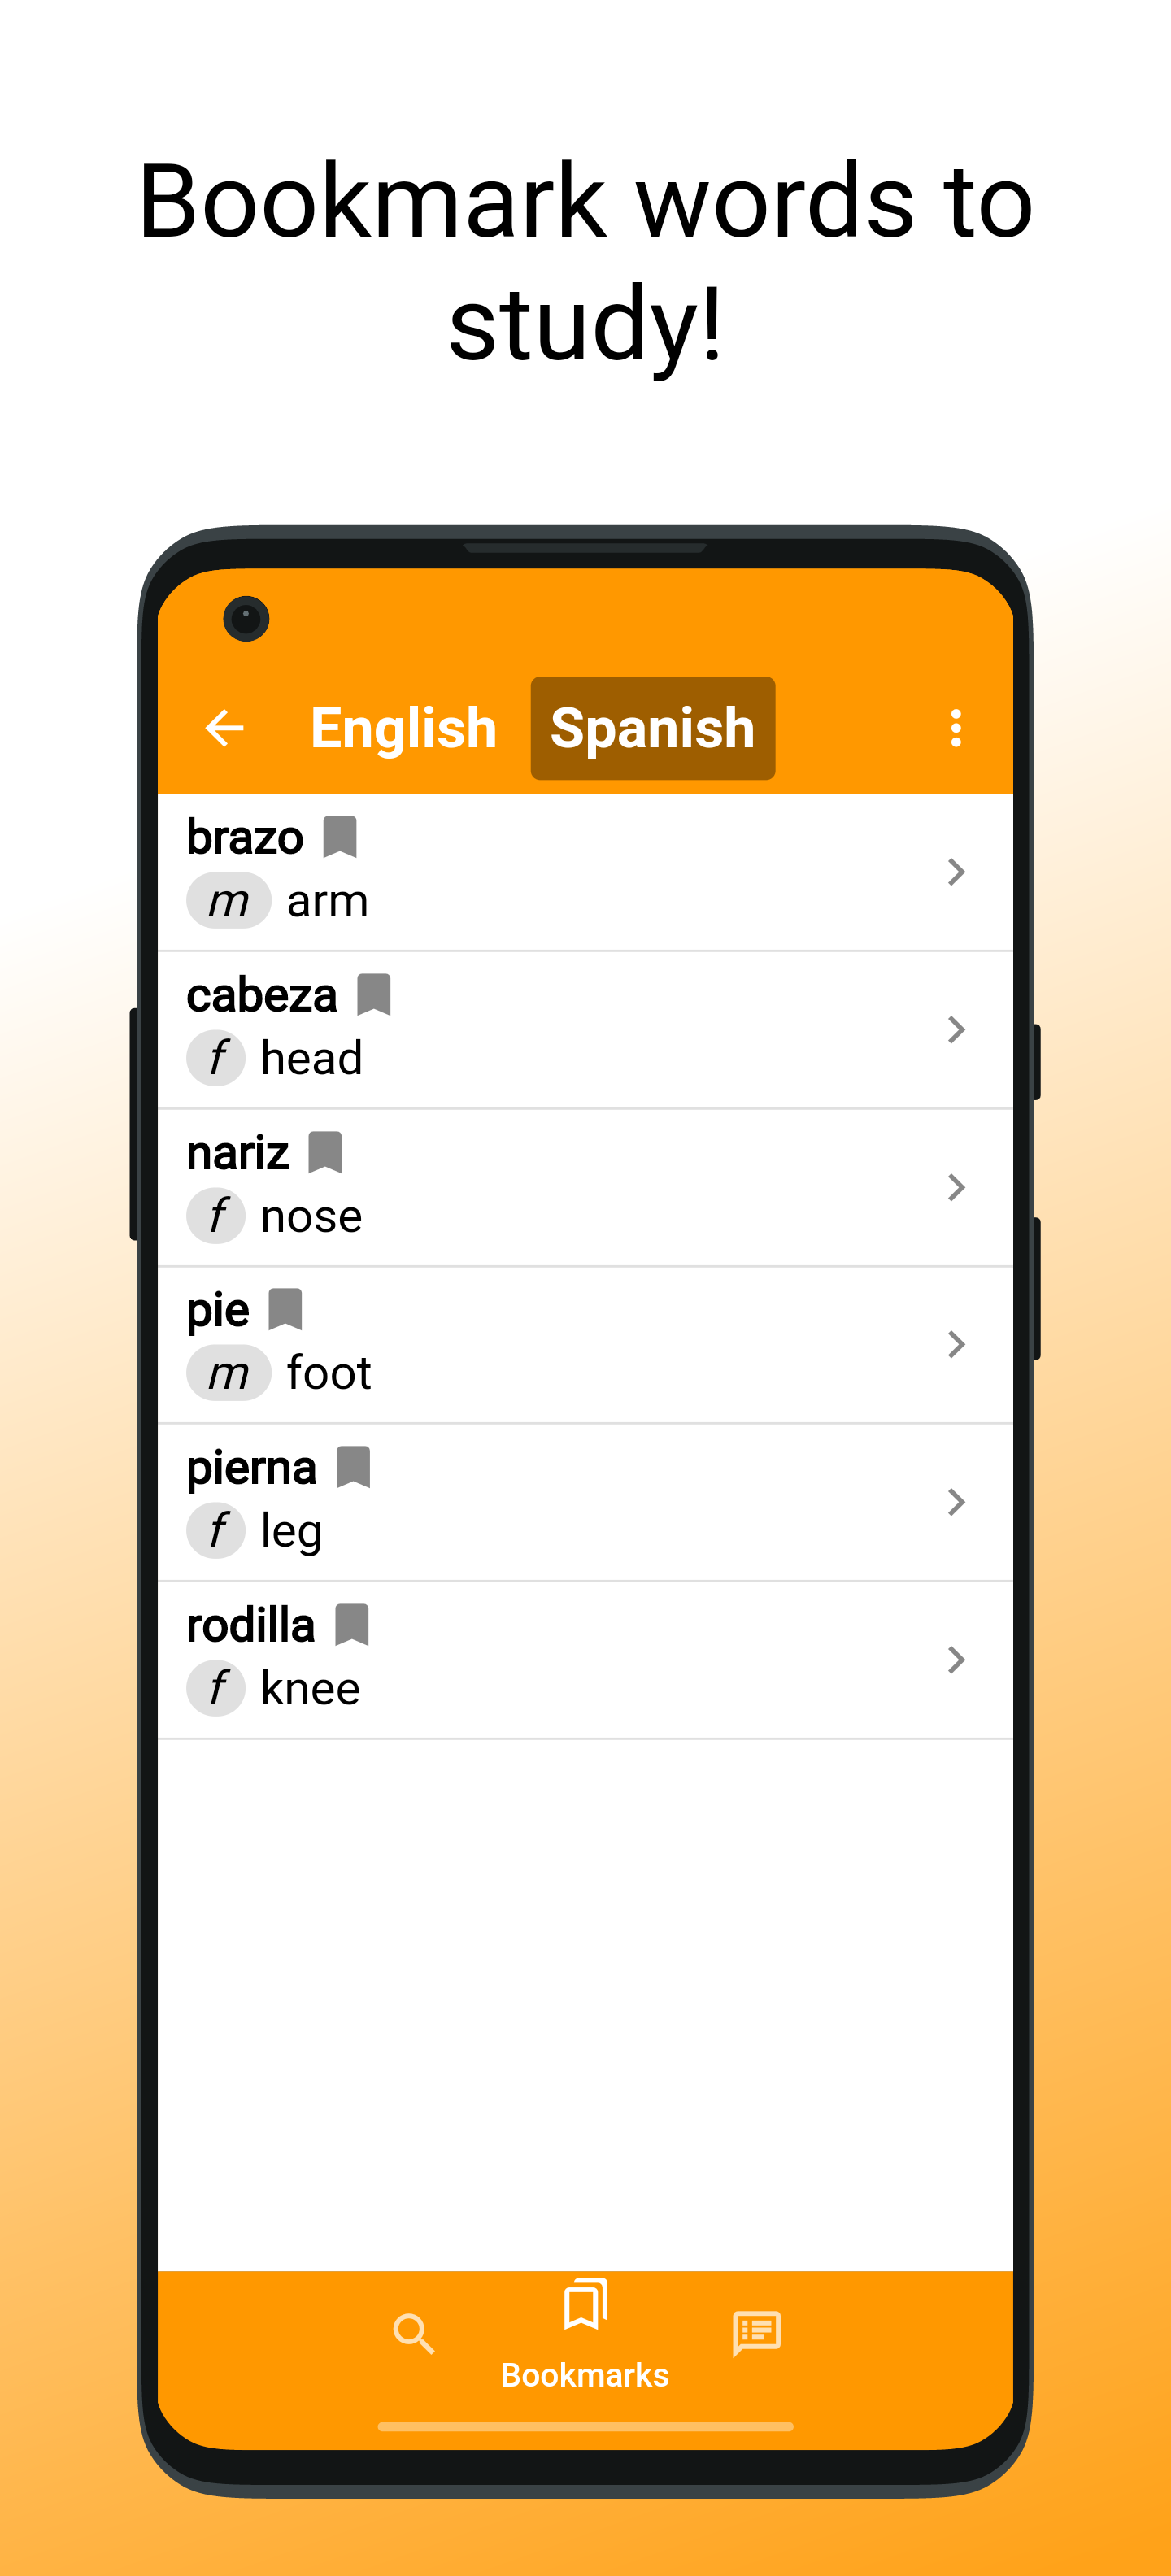 Bookmark words to
study!
English Spanish
brazo
m arm
cabeza
f head
nariz
f nose
pie
m foot
pierna
f leg
rodilla
f knee
Bookmarks